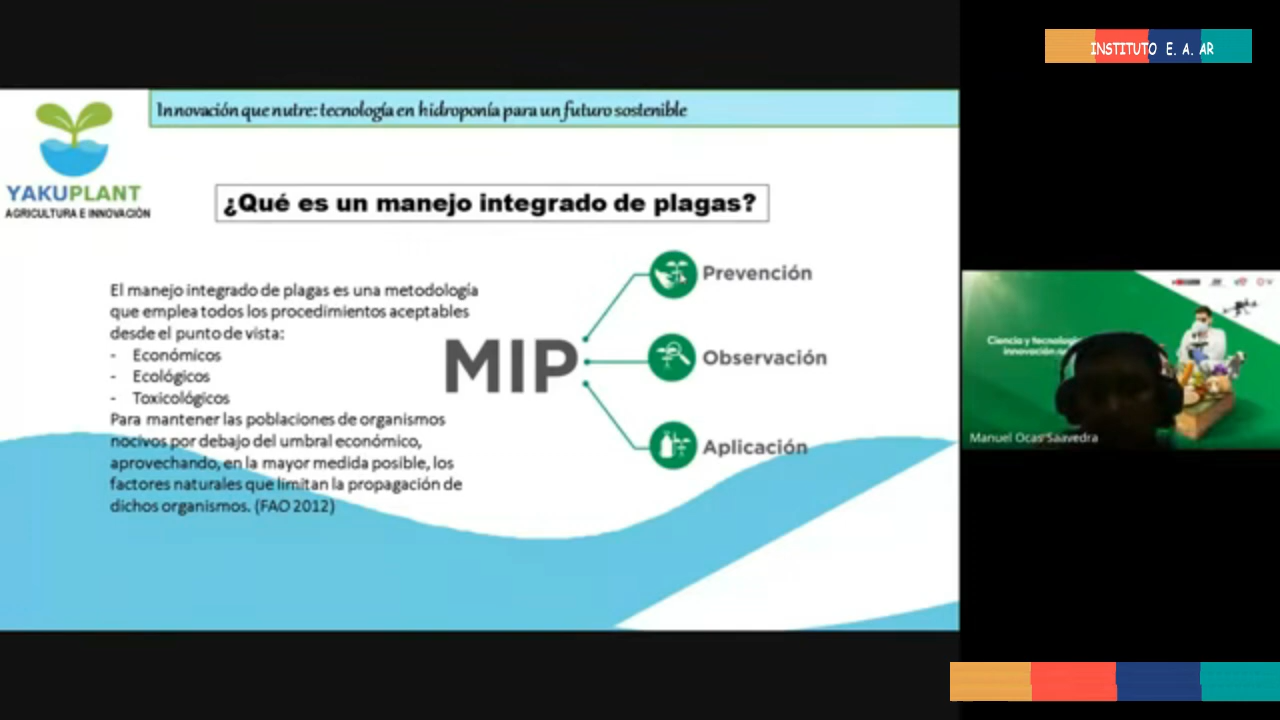 INSTITUTO E. A. AR
Innovación que nutre: tecnología en hidroponía para un futuro sostenible
YAKUPLANT
AGRICULTURA E INNOVACIÓN
¿Qué es un manejo integrado de plagas?
El manejo integrado de plagas es una metodología
que emplea todos los procedimientos aceptables
desde el punto de vista:
- Económicos
- Ecológicos
- Toxicológicos
Para mantener las poblaciones de organismos
nocivos por debajo del umbral económico,
aprovechando, en la mayor medida posible, los
factores naturales que limitan la propagación de
dichos organismos. (FAO 2012)
MIP
Prevención
Observación
Aplicación
Ciencia y tecnología
innovación
Manuel Ocas Saavedra